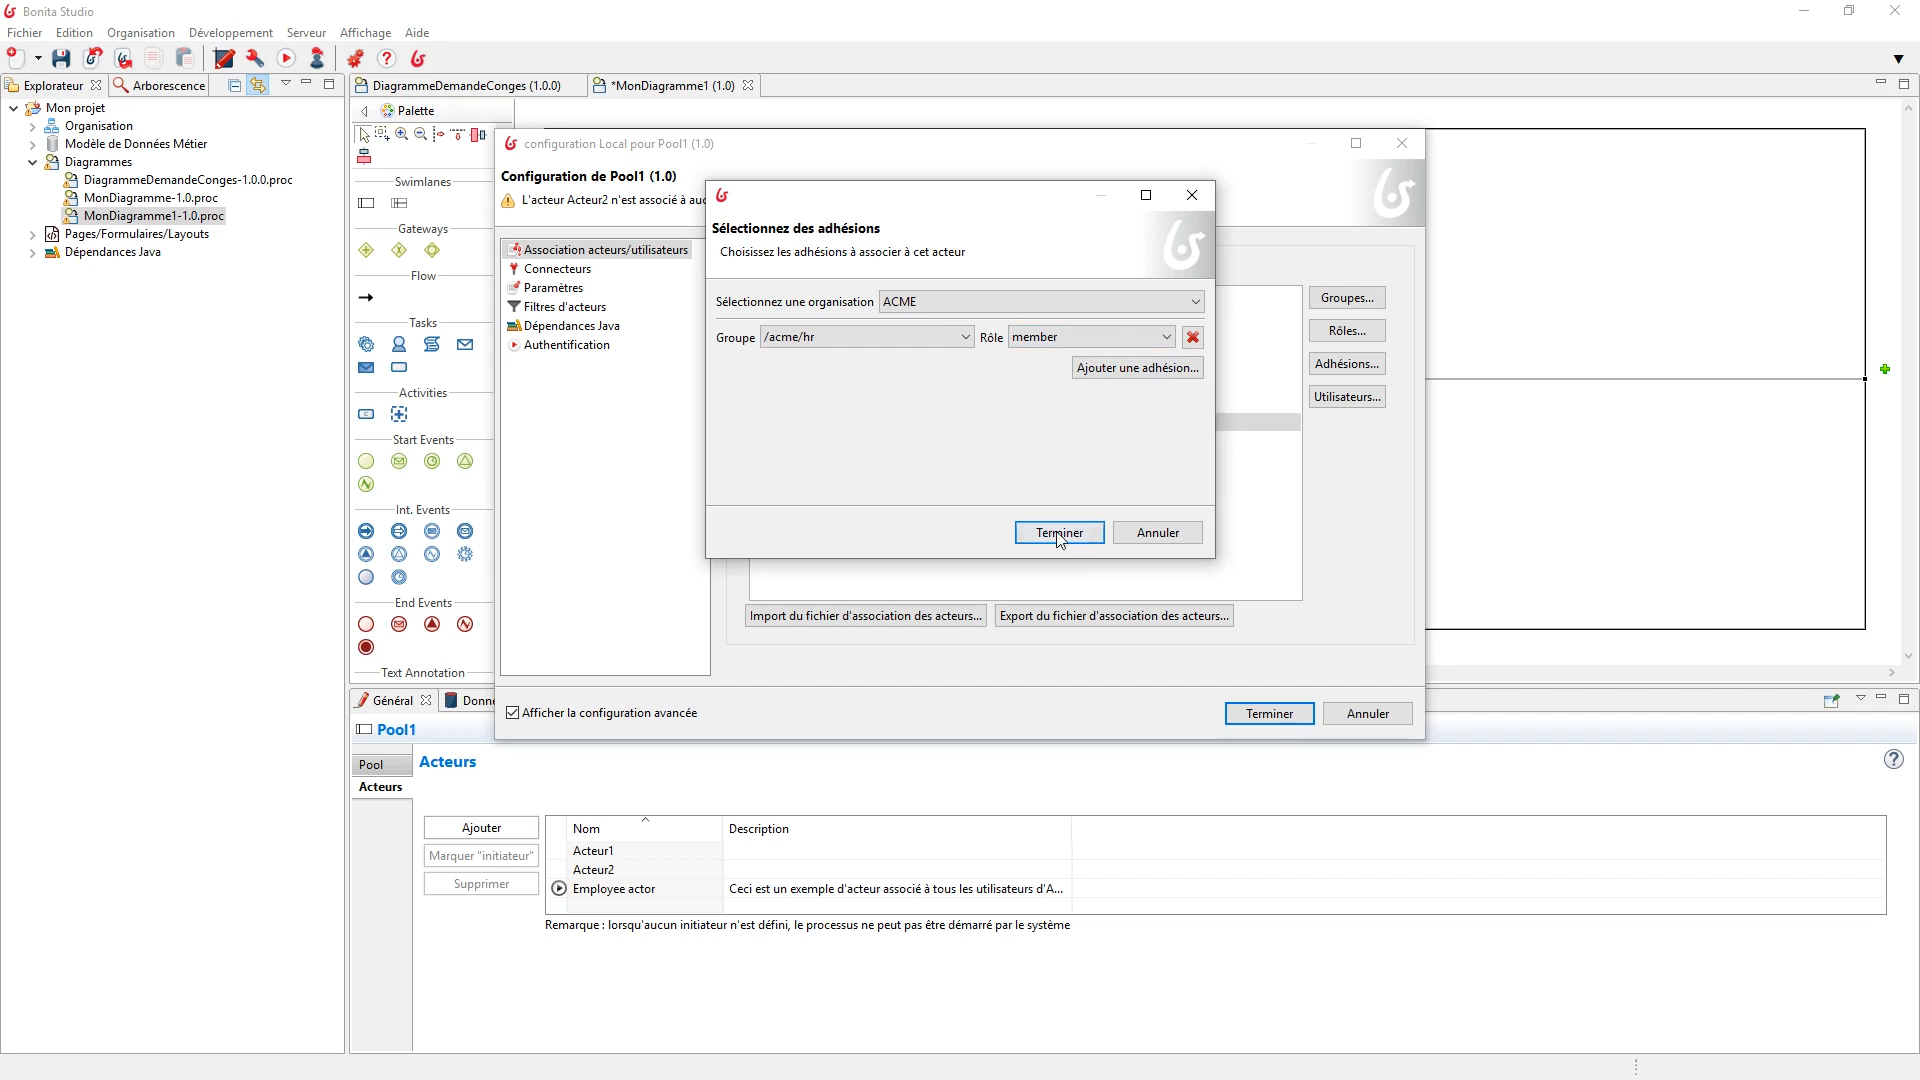 Bonita Studio
Fichier Edition Organisation Développement Serveur Affichage Aide
Explorateur
Arborescence
DiagrammeDemandeConges (1.0.0)
*MonDiagramme1 (1.0)
Mon projet
Organisation
Modèle de Données Métier
Diagrammes
DiagrammeDemandeConges-1.0.0.proc
MonDiagramme-1.0.proc
MonDiagramme1-1.0.proc
Pages/Formulaires/Layouts
Dépendances Java
Palette
Swimlanes
Gateways
Flow
Tasks
Activities
Start Events
Int. Events
End Events
Text Annotation
configuration Local pour Pool1 (1.0)
Configuration de Pool1 (1.0)
L'acteur Acteur2 n'est associé à auc
Association acteurs/utilisateurs
Connecteurs
Paramètres
Filtres d'acteurs
Dépendances Java
Authentification
Sélectionnez des adhésions
Choisissez les adhésions à associer à cet acteur
Sélectionnez une organisation ACME
Groupe /acme/hr Rôle member
Ajouter une adhésion...
Terminer
Annuler
Groupes...
Rôles...
Adhésions...
Utilisateurs...
Import du fichier d'association des acteurs...
Export du fichier d'association des acteurs...
Afficher la configuration avancée
Terminer
Annuler
Général
Donne
Pool1
Pool
Acteurs
Acteurs
Ajouter
Marquer "initiateur"
Supprimer
Nom Description
Acteur1
Acteur2
Employee actor Ceci est un exemple d'acteur associé à tous les utilisateurs d'A...
Remarque : lorsqu'aucun initiateur n'est défini, le processus ne peut pas être démarré par le système